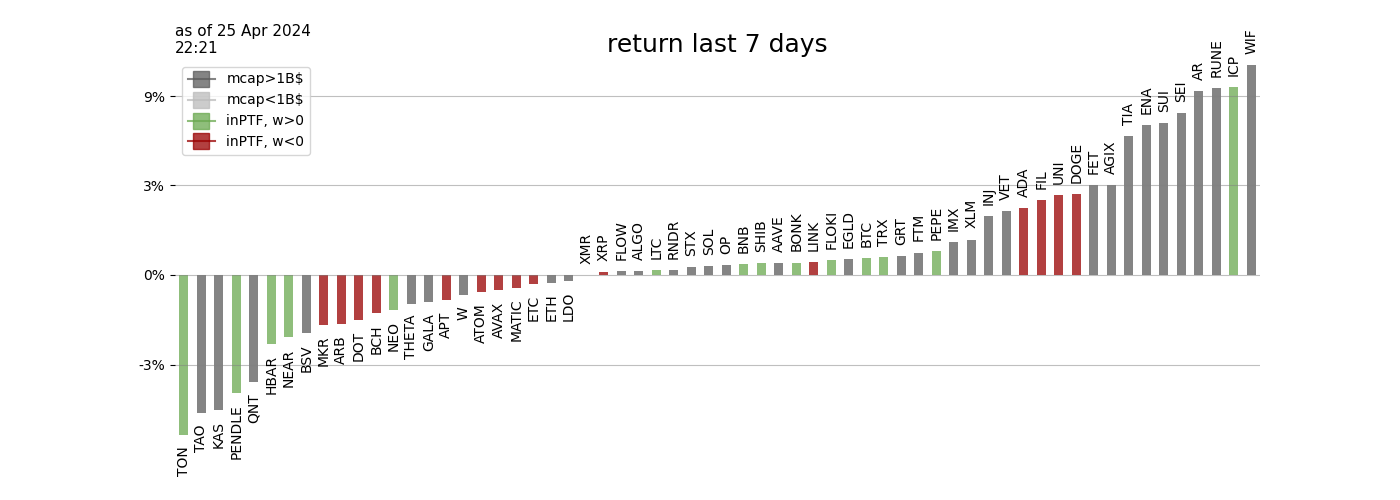 as of 25 Apr 2024
22:21
return last 7 days
mcap>1B$
mcap<1B$
inPTF, w>0
inPTF, w<0
9%
3%
0%
-3%
TON
TAO
KAS
PENDLE
QNT
HBAR
NEAR
BSV
MKR
ARB
DOT
BCH
NEO
THETA
GALA
APT
W
ATOM
AVAX
MATIC
ETC
ETH
LDO
XMR
XRP
FLOW
ALGO
LTC
RNDR
STX
SOL
OP
BNB
SHIB
AAVE
BONK
LINK
FLOKI
EGLD
BTC
TRX
GRT
FTM
PEPE
IMX
XLM
INJ
VET
ADA
FIL
UNI
DOGE
FET
AGIX
TIA
ENA
SUI
SEI
AR
RUNE
ICP
WIF